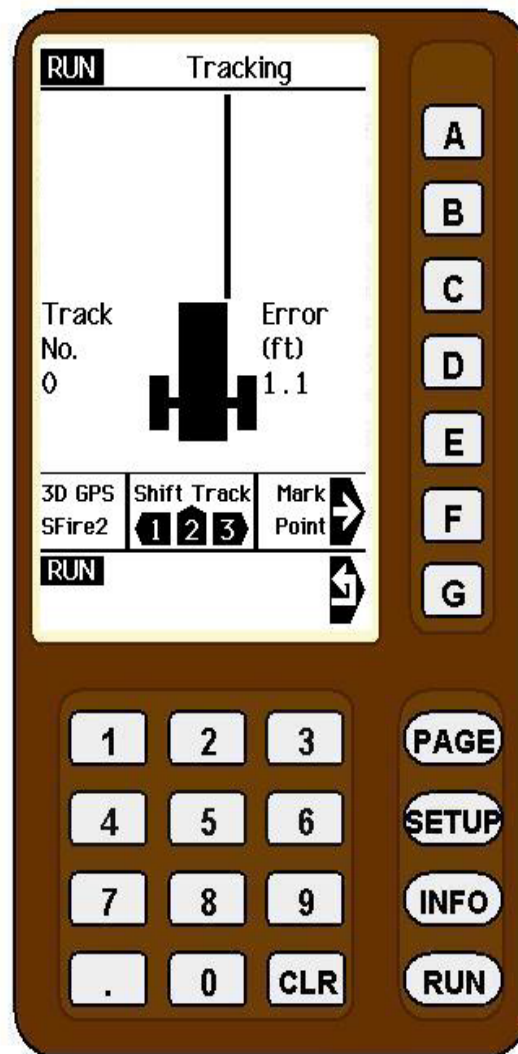 RUN Tracking
Track
No.
0
Error
(ft)
1.1
3D GPS
SFire2
Shift Track
1 2 3
Mark
Point
RUN
A
B
C
D
E
F
G
1 2 3
4 5 6
7 8 9
. 0 CLR
PAGE
SETUP
INFO
RUN